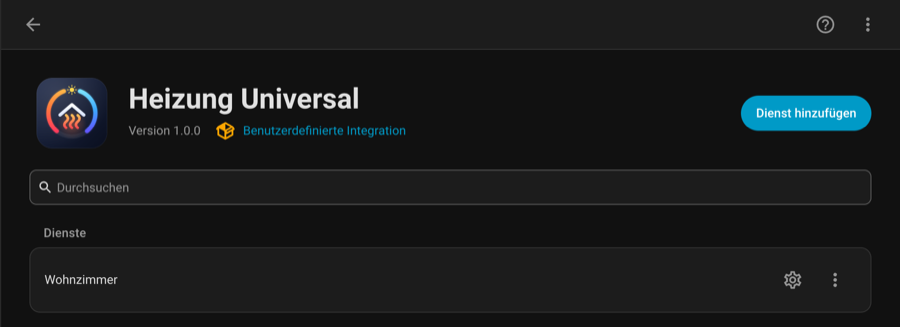 Heizung Universal
Version 1.0.0 Benutzerdefinierte Integration
Dienst hinzufügen
Durchsuchen
Dienste
Wohnzimmer